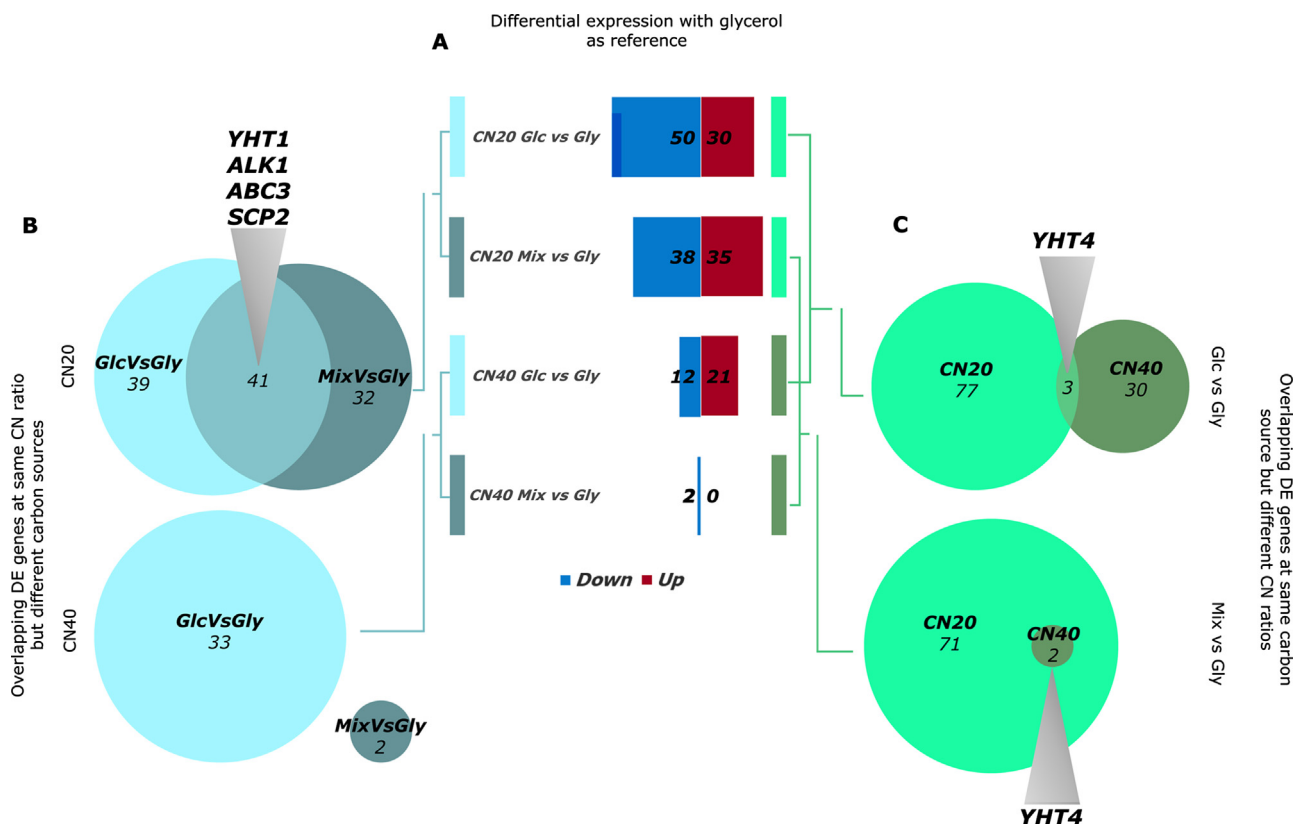 Differential expression with glycerol
as reference
A
CN20 Glc vs Gly
50 30
CN20 Mix vs Gly
38 35
CN40 Glc vs Gly
12 21
CN40 Mix vs Gly
2 0
Down Up
B
YHT1
ALK1
ABC3
SCP2
Overlapping DE genes at same CN ratio
but different carbon sources
CN20
GlcVsGly
39
41
MixVsGly
32
CN40
GlcVsGly
33
MixVsGly
2
C
YHT4
CN20
77
3
CN40
30
Glc vs Gly
CN20
71
CN40
2
Mix vs Gly
YHT4
Overlapping DE genes at same carbon
source but different CN ratios